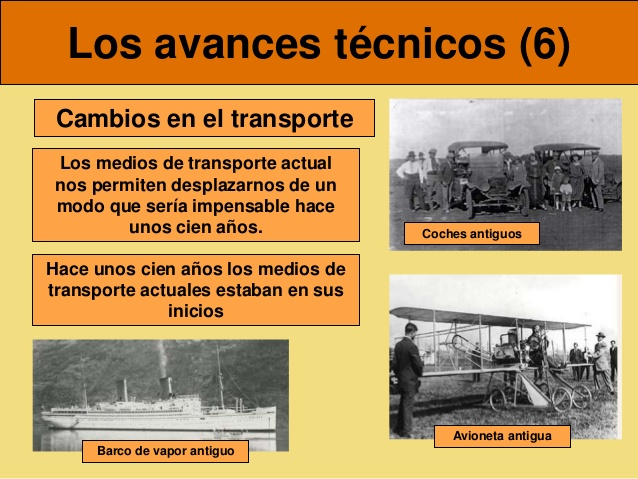 Los avances técnicos (6)
Cambios en el transporte
Los medios de transporte actual
nos permiten desplazarnos de un
modo que sería impensable hace
unos cien años.
Coches antiguos
Hace unos cien años los medios de
transporte actuales estaban en sus
inicios
Avioneta antigua
Barco de vapor antiguo